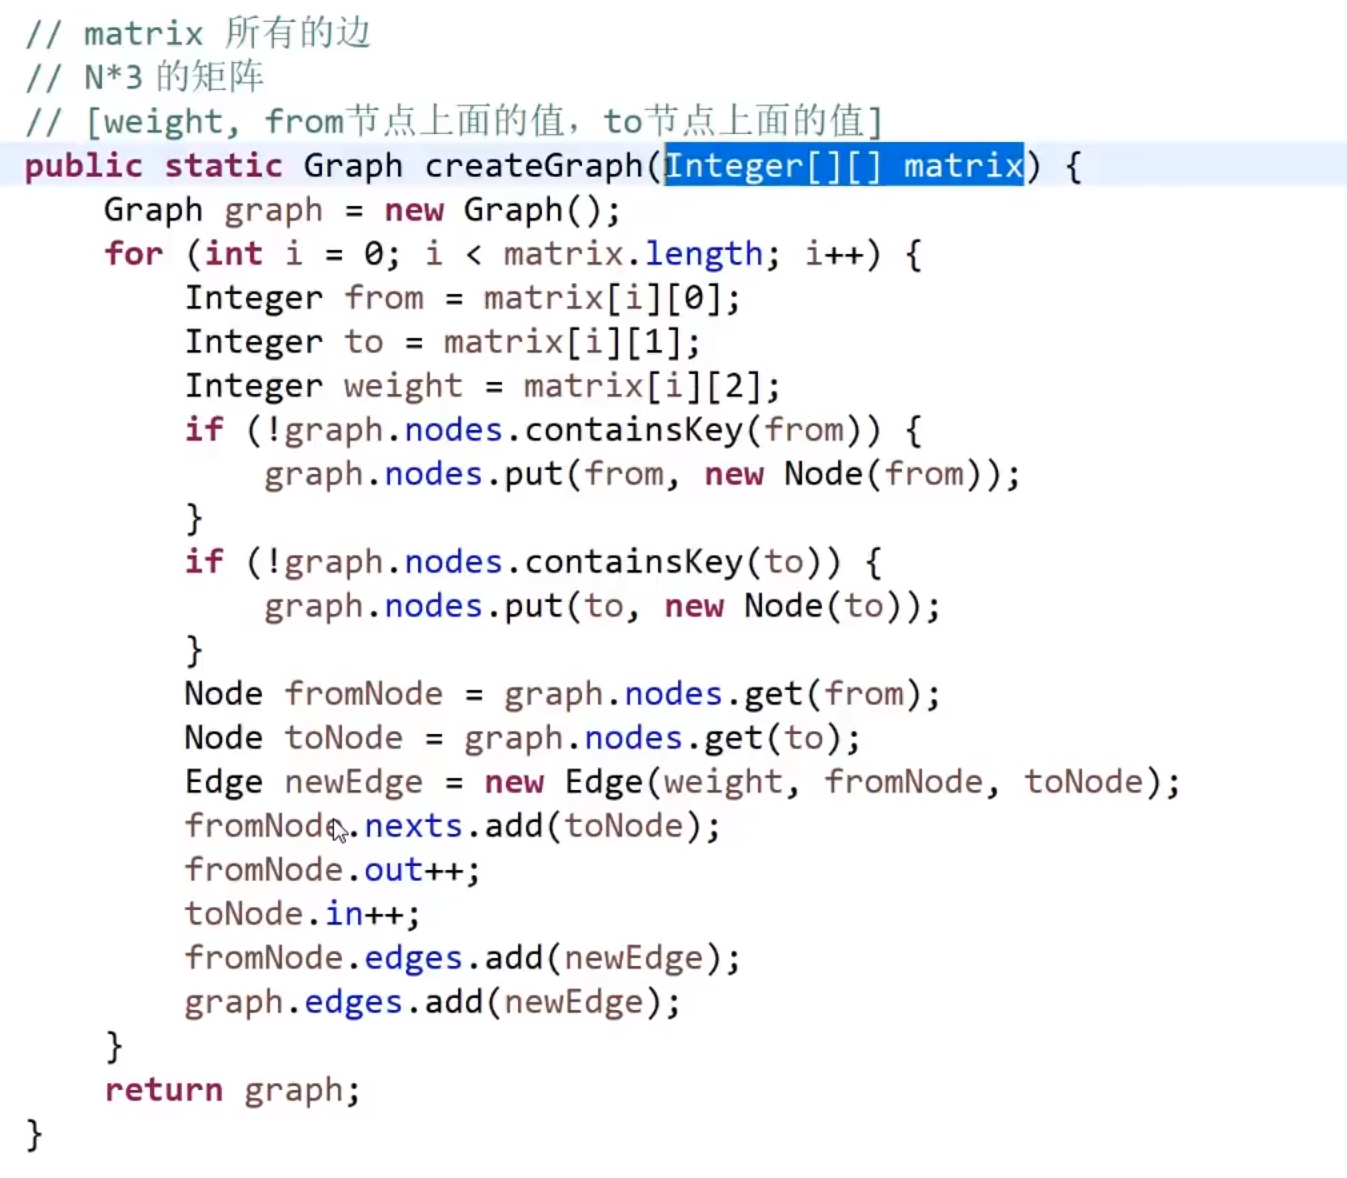 // matrix 所有的边
// N*3 的矩阵
// [weight, from节点上面的值，to节点上面的值]
public static Graph createGraph(Integer[][] matrix) {
Graph graph = new Graph();
for (int i = 0; i < matrix.length; i++) {
Integer from = matrix[i][0];
Integer to = matrix[i][1];
Integer weight = matrix[i][2];
if (!graph.nodes.containsKey(from)) {
graph.nodes.put(from, new Node(from));
}
if (!graph.nodes.containsKey(to)) {
graph.nodes.put(to, new Node(to));
}
Node fromNode = graph.nodes.get(from);
Node toNode = graph.nodes.get(to);
Edge newEdge = new Edge(weight, fromNode, toNode);
fromNode.nexts.add(toNode);
fromNode.out++;
toNode.in++;
fromNode.edges.add(newEdge);
graph.edges.add(newEdge);
}
return graph;
}